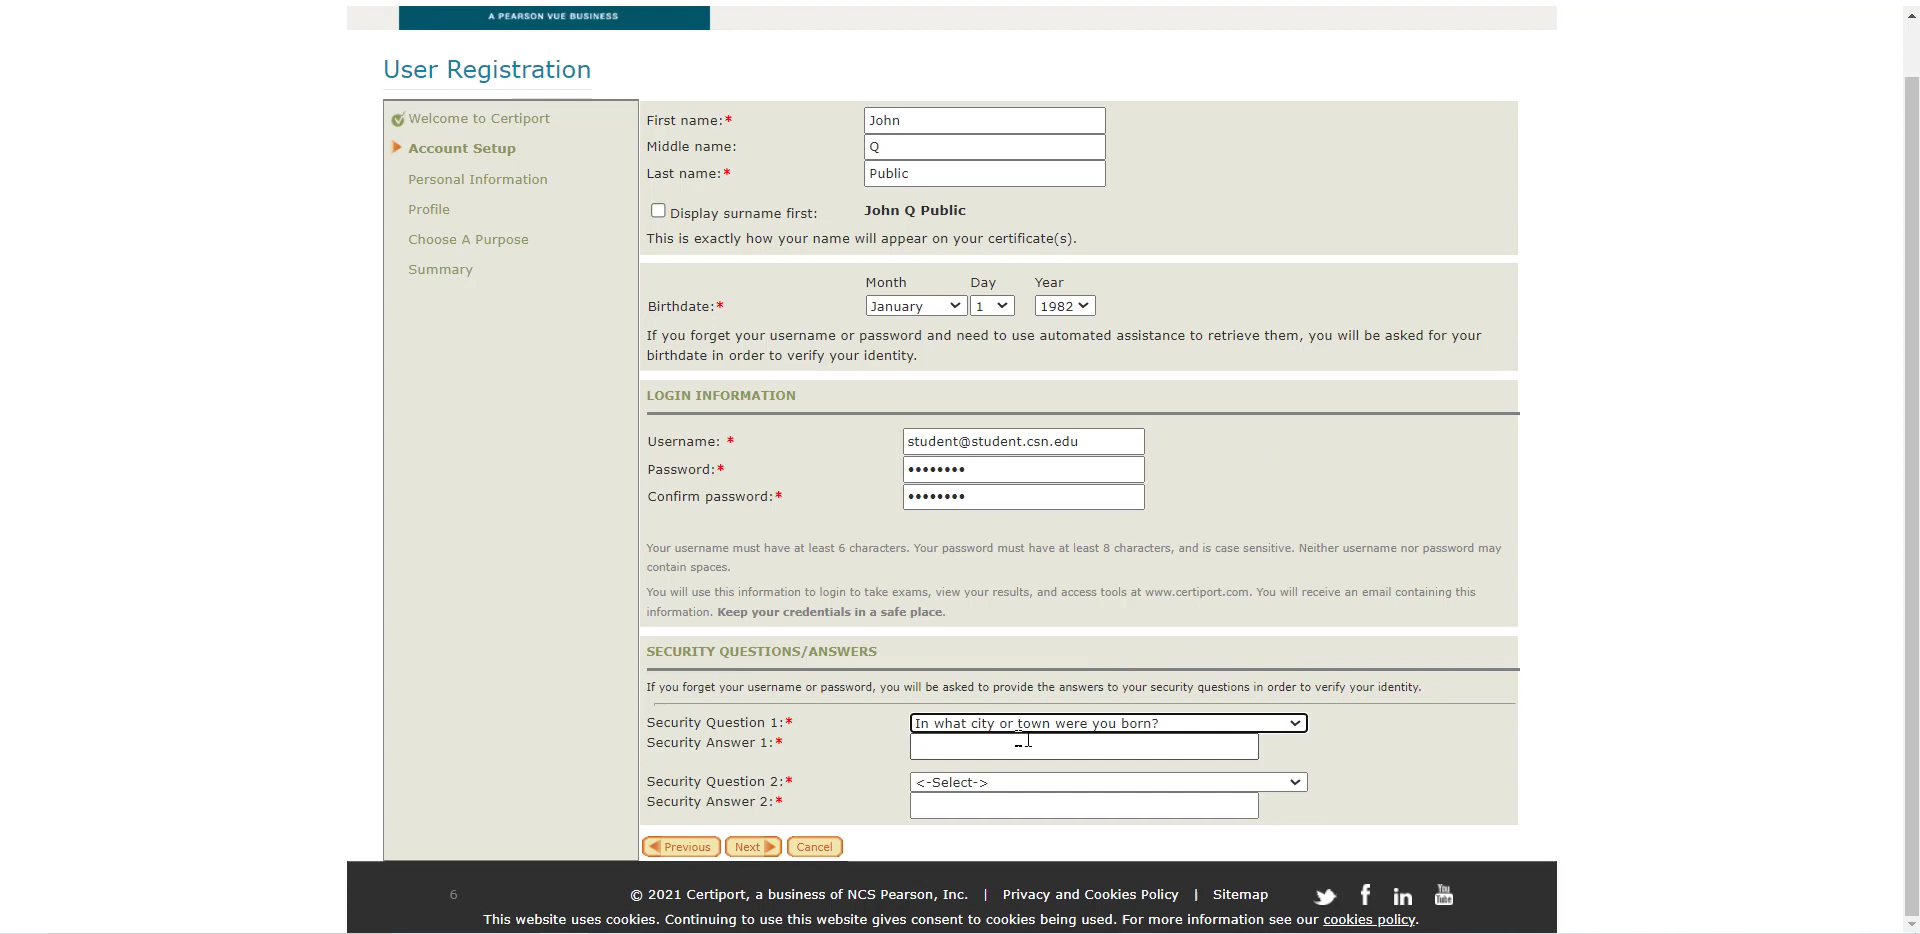 A PEARSON VUE BUSINESS
User Registration
Welcome to Certiport
Account Setup
Personal Information
Profile
Choose A Purpose
Summary
First name:* John
Middle name: Q
Last name:* Public
Display surname first: John Q Public
This is exactly how your name will appear on your certificate(s).
Month Day Year
Birthdate:* January 1 1982
If you forget your username or password and need to use automated assistance to retrieve them, you will be asked for your
birthdate in order to verify your identity.
LOGIN INFORMATION
Username: * student@student.csn.edu
Password:* ••••••••
Confirm password:* ••••••••
Your username must have at least 6 characters. Your password must have at least 8 characters, and is case sensitive. Neither username nor password may
contain spaces.
You will use this information to login to take exams, view your results, and access tools at www.certiport.com. You will receive an email containing this
information. Keep your credentials in a safe place.
SECURITY QUESTIONS/ANSWERS
If you forget your username or password, you will be asked to provide the answers to your security questions in order to verify your identity.
Security Question 1:* In what city or town were you born?
Security Answer 1:*
Security Question 2:* <-Select->
Security Answer 2:*
Previous Next Cancel
6 © 2021 Certiport, a business of NCS Pearson, Inc. | Privacy and Cookies Policy | Sitemap You Tube
This website uses cookies. Continuing to use this website gives consent to cookies being used. For more information see our cookies policy.